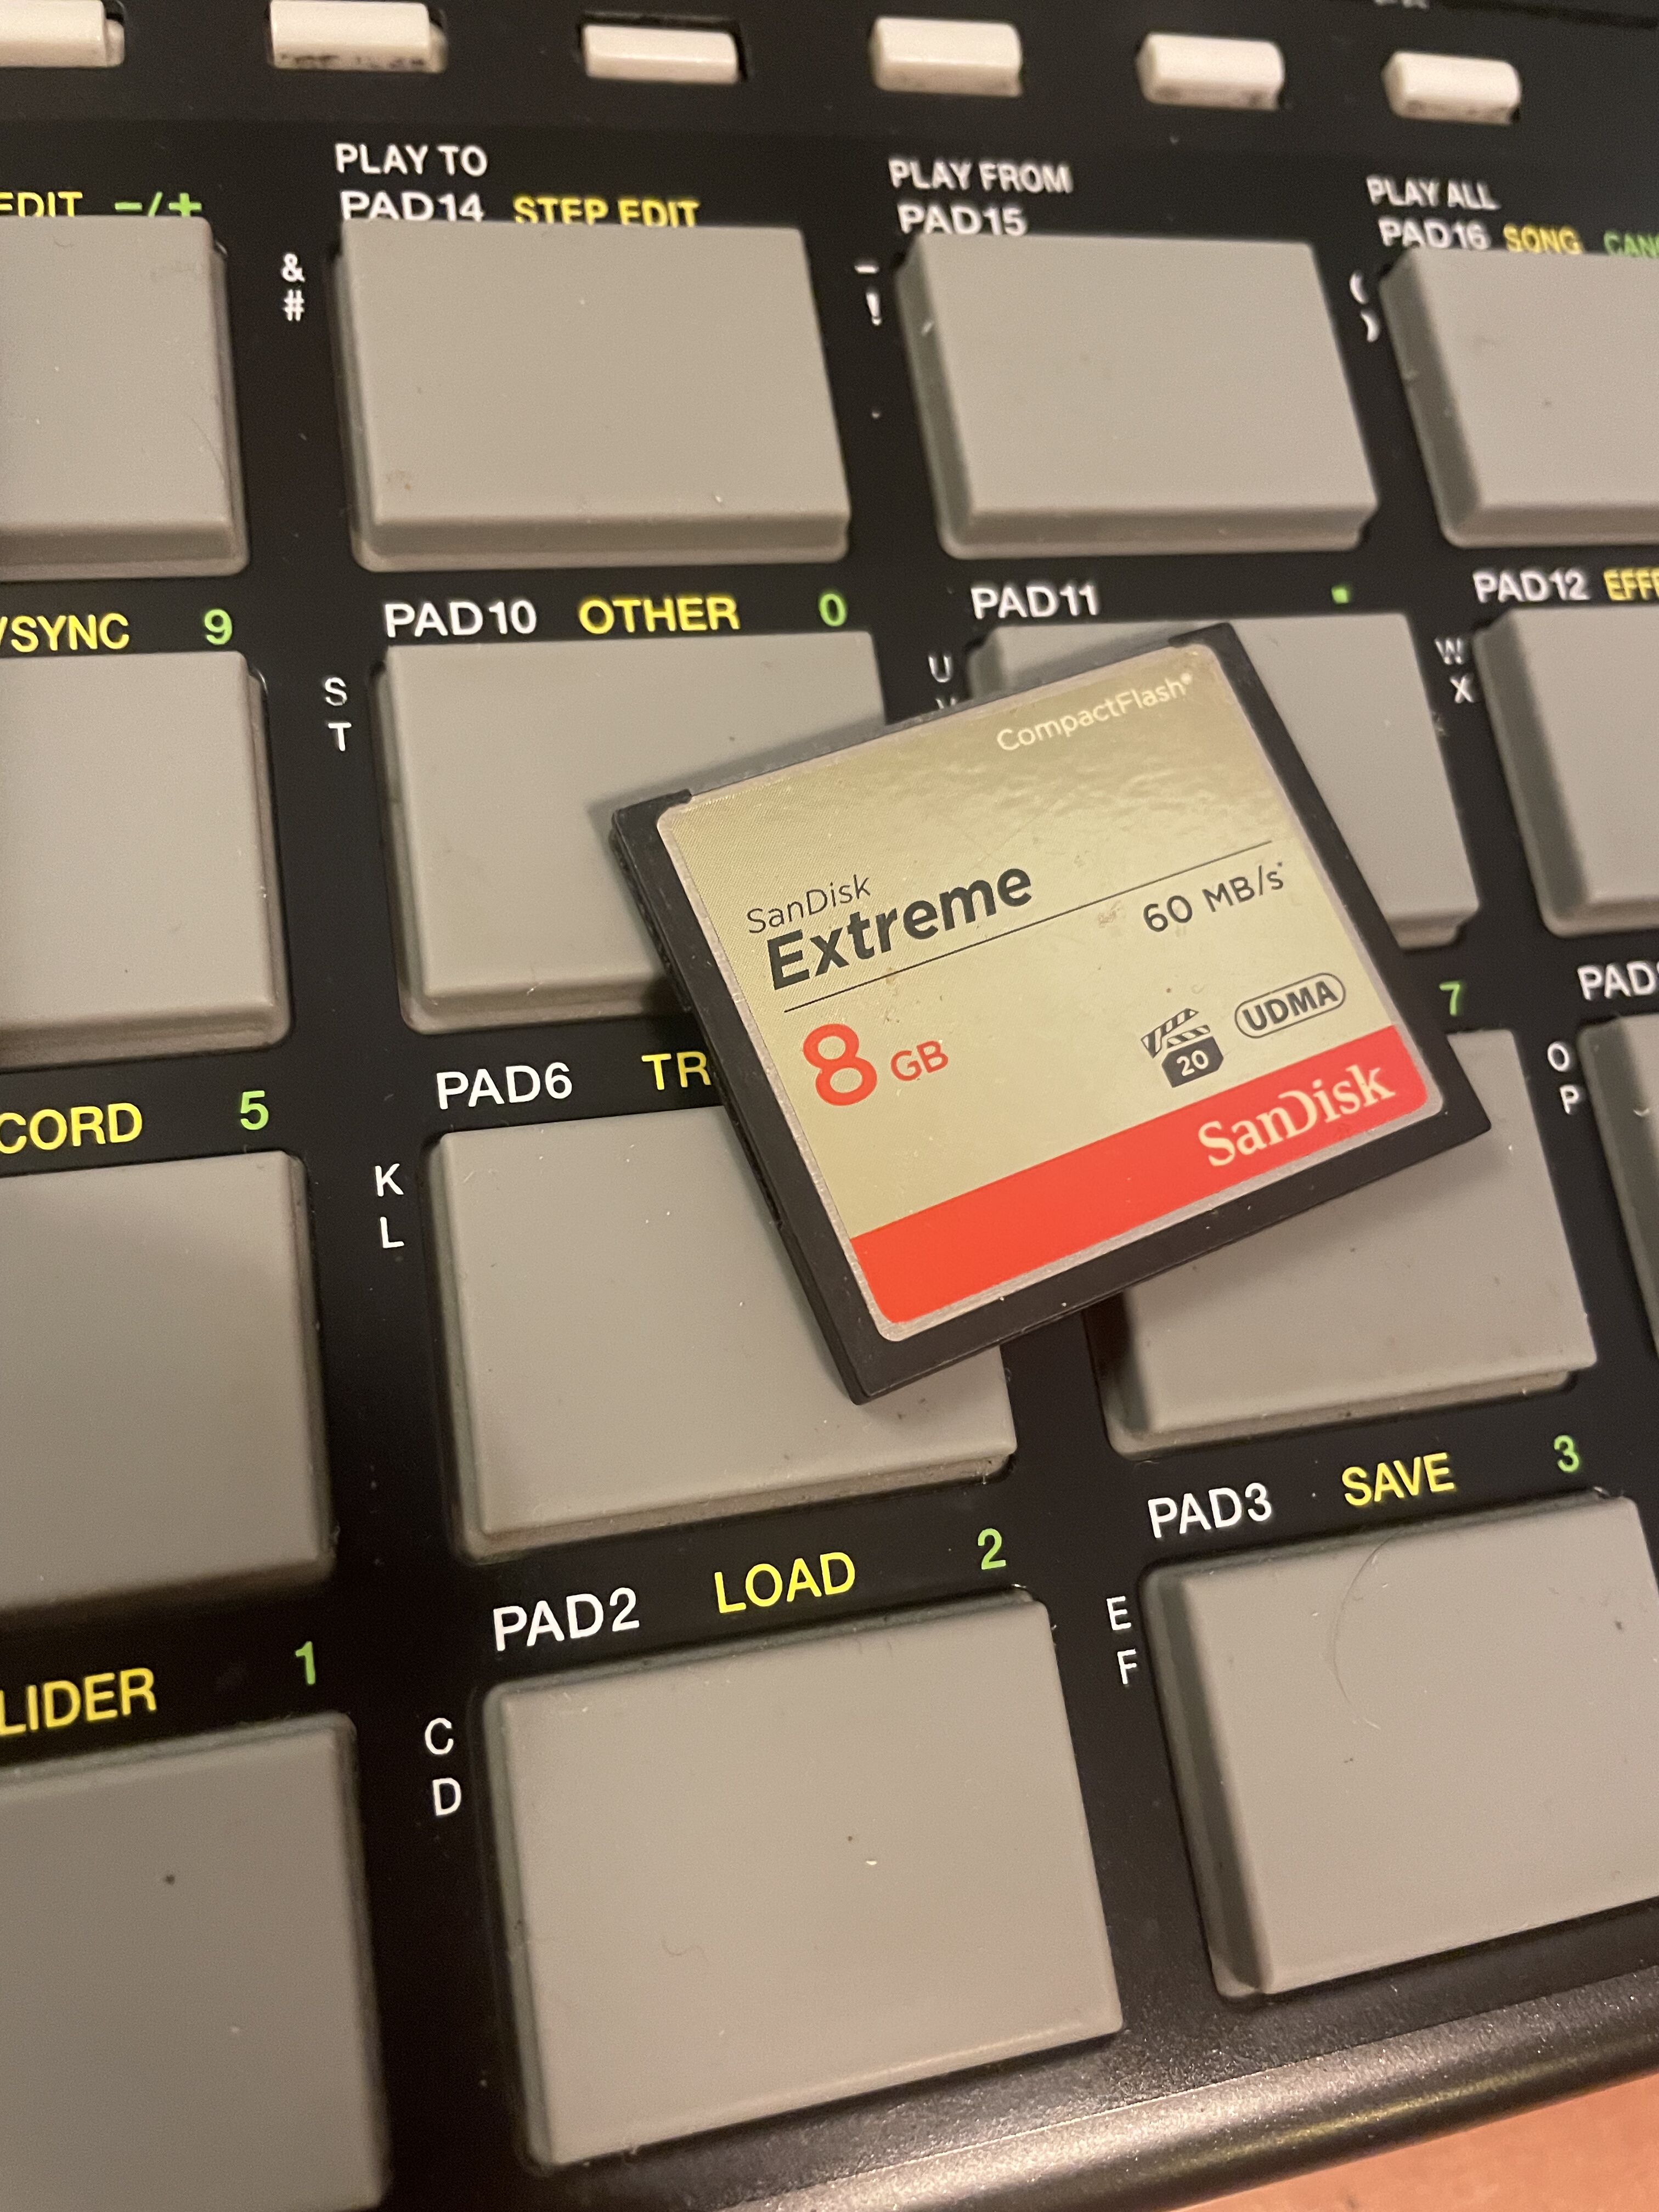 PLAY TO
PAD14 STEP EDIT
PLAY FROM
PAD15
PLAY ALL
PAD16 SONG
EDIT -/+
&
#
-
!
(
)
/SYNC 9
PAD10 OTHER 0
PAD11 .
PAD12
S
T
U
W
X
CompactFlash®
SanDisk
Extreme
60 MB/s*
8 GB
20
UDMA
SanDisk
CORD 5
PAD6 TR
7
PAD
K
L
O
P
LIDER 1
PAD2 LOAD 2
PAD3 SAVE 3
C
D
E
F